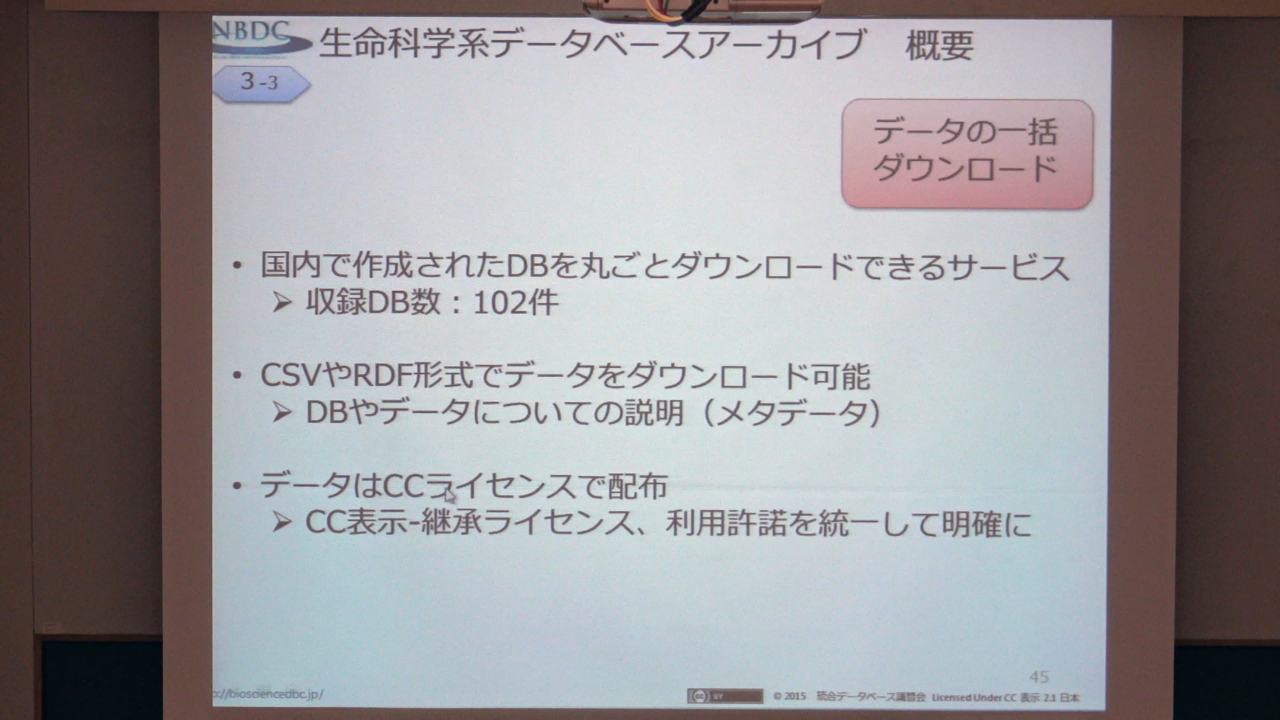 NBDC
生命科学系データベースアーカイブ 概要
3-3
データの一括
ダウンロード
• 国内で作成されたDBを丸ごとダウンロードできるサービス
➢ 収録DB数：102件
• CSVやRDF形式でデータをダウンロード可能
➢ DBやデータについての説明（メタデータ）
• データはCCライセンスで配布
➢ CC表示-継承ライセンス、利用許諾を統一して明確に
45
://biosciencedbc.jp/
cc BY
© 2015 統合データベース講習会 Licensed Under CC 表示 2.1 日本